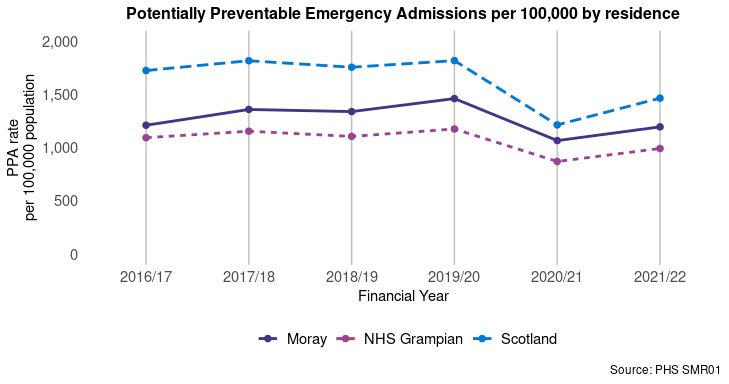 Potentially Preventable Emergency Admissions per 100,000 by residence
PPA rate
per 100,000 population
2,000
1,500
1,000
500
0
2016/17 2017/18 2018/19 2019/20 2020/21 2021/22
Financial Year
Moray NHS Grampian Scotland
Source: PHS SMR01